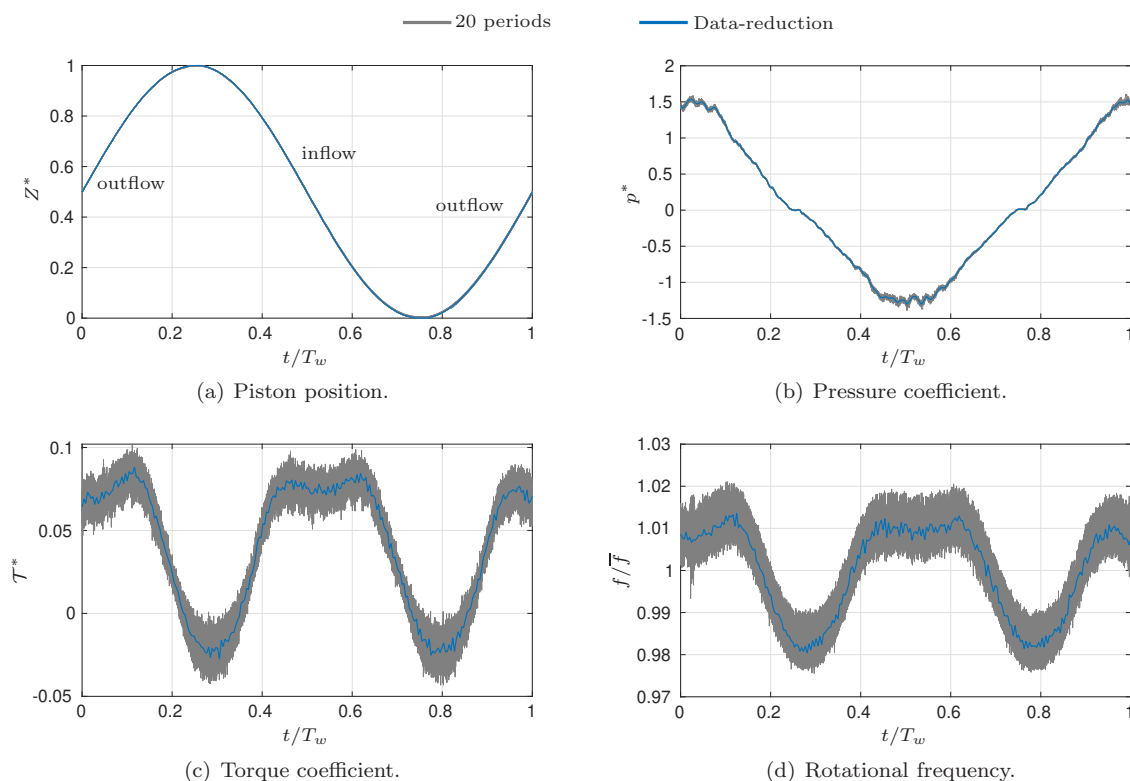 20 periods Data-reduction
1
0.8
0.6
0.4
0.2
0
Z*
outflow
inflow
outflow
0 0.2 0.4 0.6 0.8 1
t/T_w
(a) Piston position.
2
1.5
1
0.5
0
-0.5
-1
-1.5
p*
0 0.2 0.4 0.6 0.8 1
t/T_w
(b) Pressure coefficient.
0.1
0.05
0
-0.05
𝒯*
0 0.2 0.4 0.6 0.8 1
t/T_w
(c) Torque coefficient.
1.03
1.02
1.01
1
0.99
0.98
0.97
f/f̅
0 0.2 0.4 0.6 0.8 1
t/T_w
(d) Rotational frequency.